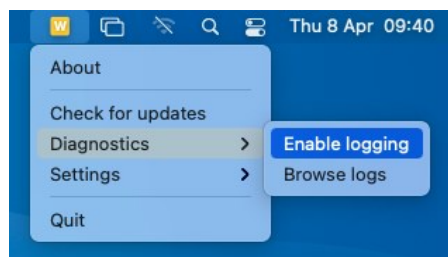 W Thu 8 Apr 09:40
About
Check for updates
Diagnostics
Settings
Quit
Enable logging
Browse logs